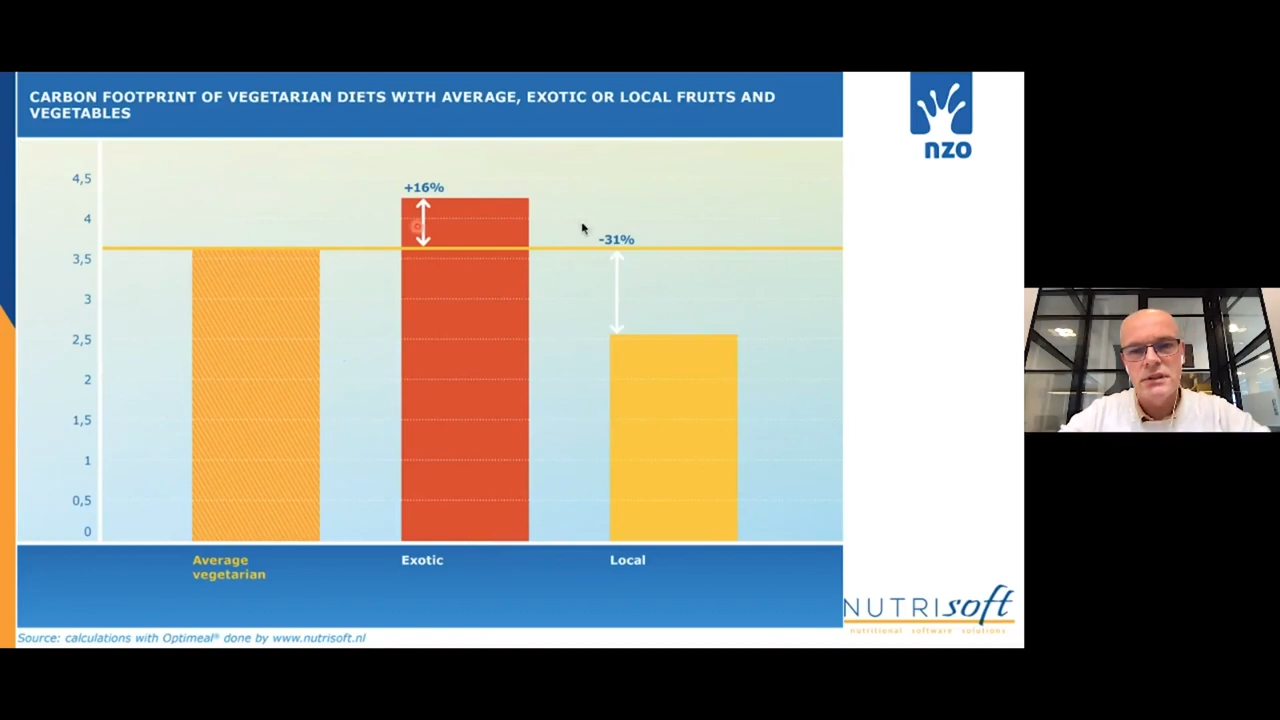 CARBON FOOTPRINT OF VEGETARIAN DIETS WITH AVERAGE, EXOTIC OR LOCAL FRUITS AND
VEGETABLES
nzo
4,5
4
3,5
3
2,5
2
1,5
1
0,5
0
+16%
-31%
Average
vegetarian
Exotic
Local
NUTRIsoft
nutritional software solutions
Source: calculations with Optimeal® done by www.nutrisoft.nl